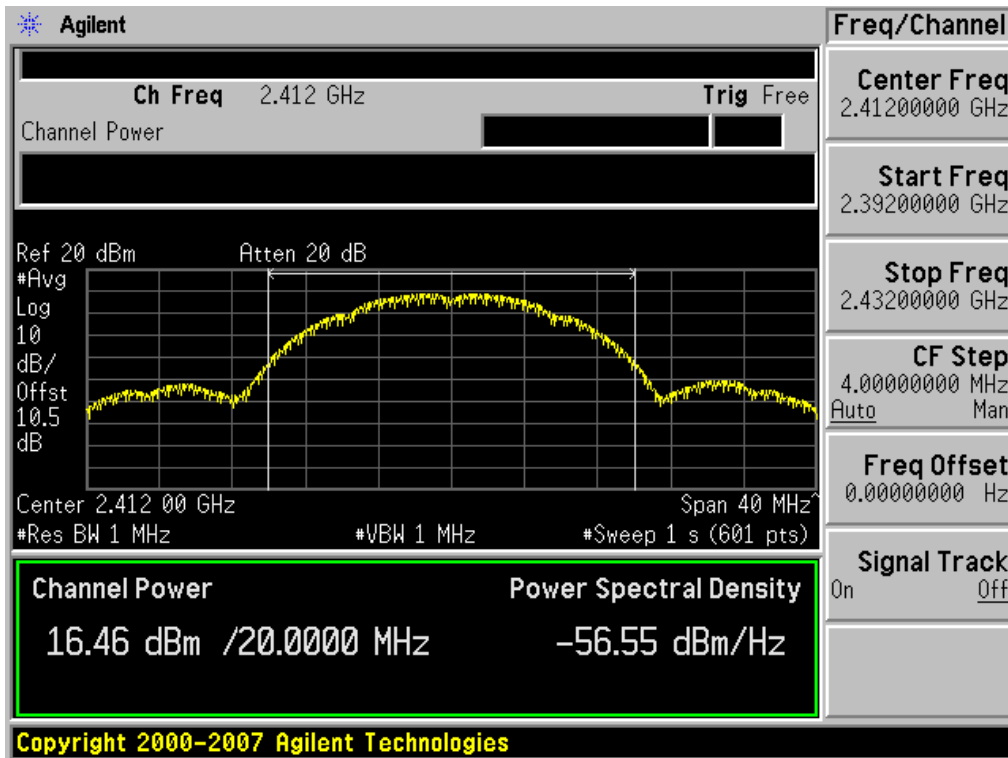 Agilent
Freq/Channel
Ch Freq 2.412 GHz Trig Free
Channel Power
Center Freq
2.41200000 GHz
Start Freq
2.39200000 GHz
Stop Freq
2.43200000 GHz
CF Step
4.00000000 MHz
Auto Man
Freq Offset
0.00000000 Hz
Signal Track
On Off
Ref 20 dBm Atten 20 dB
#Avg
Log
10
dB/
Offst
10.5
dB
Center 2.412 00 GHz Span 40 MHz^
#Res BW 1 MHz #VBW 1 MHz #Sweep 1 s (601 pts)
Channel Power Power Spectral Density
16.46 dBm /20.0000 MHz -56.55 dBm/Hz
Copyright 2000-2007 Agilent Technologies